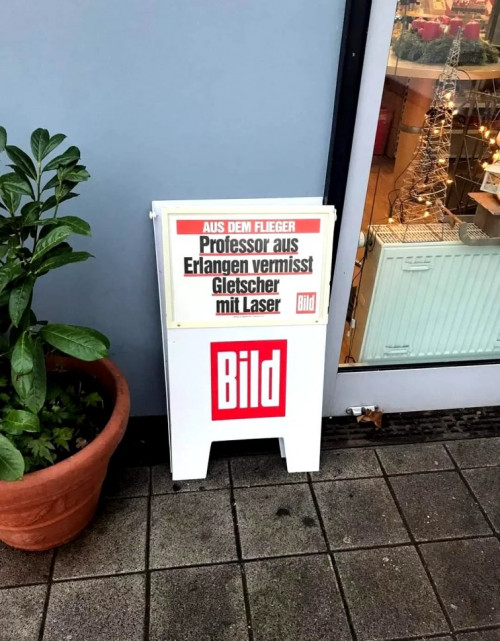 AUS DEM FLIEGER
Professor aus
Erlangen vermisst
Gletscher
mit Laser
Bild
Bild